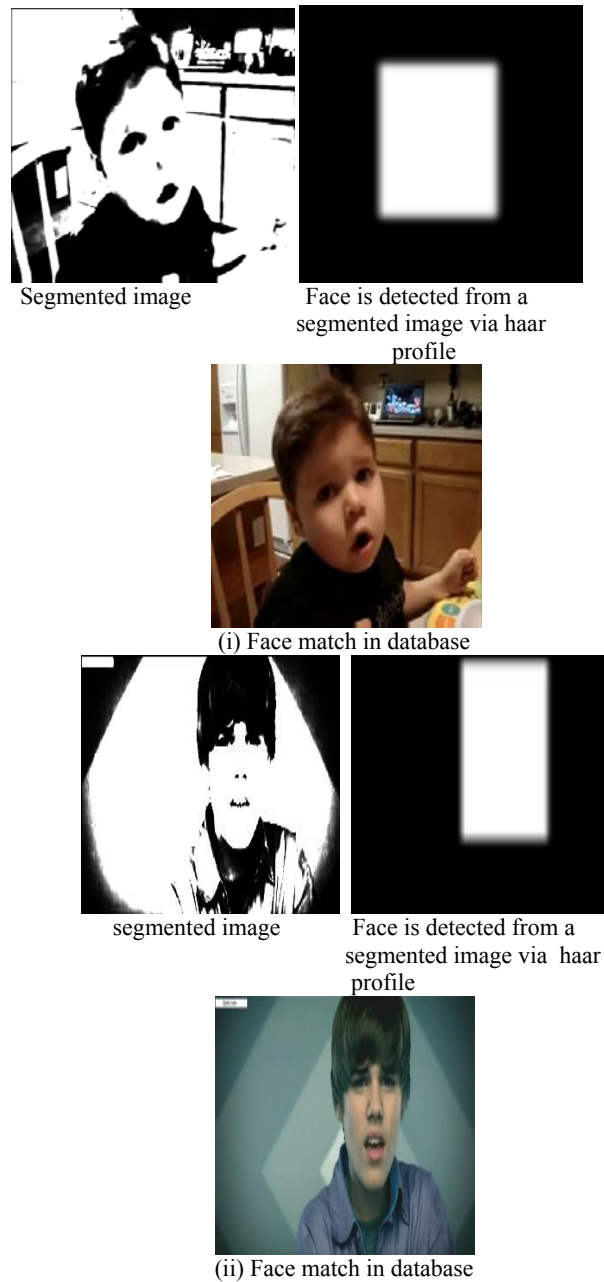 Segmented image
Face is detected from a
segmented image via haar
profile
(i) Face match in database
segmented image
Face is detected from a
segmented image via haar
profile
(ii) Face match in database